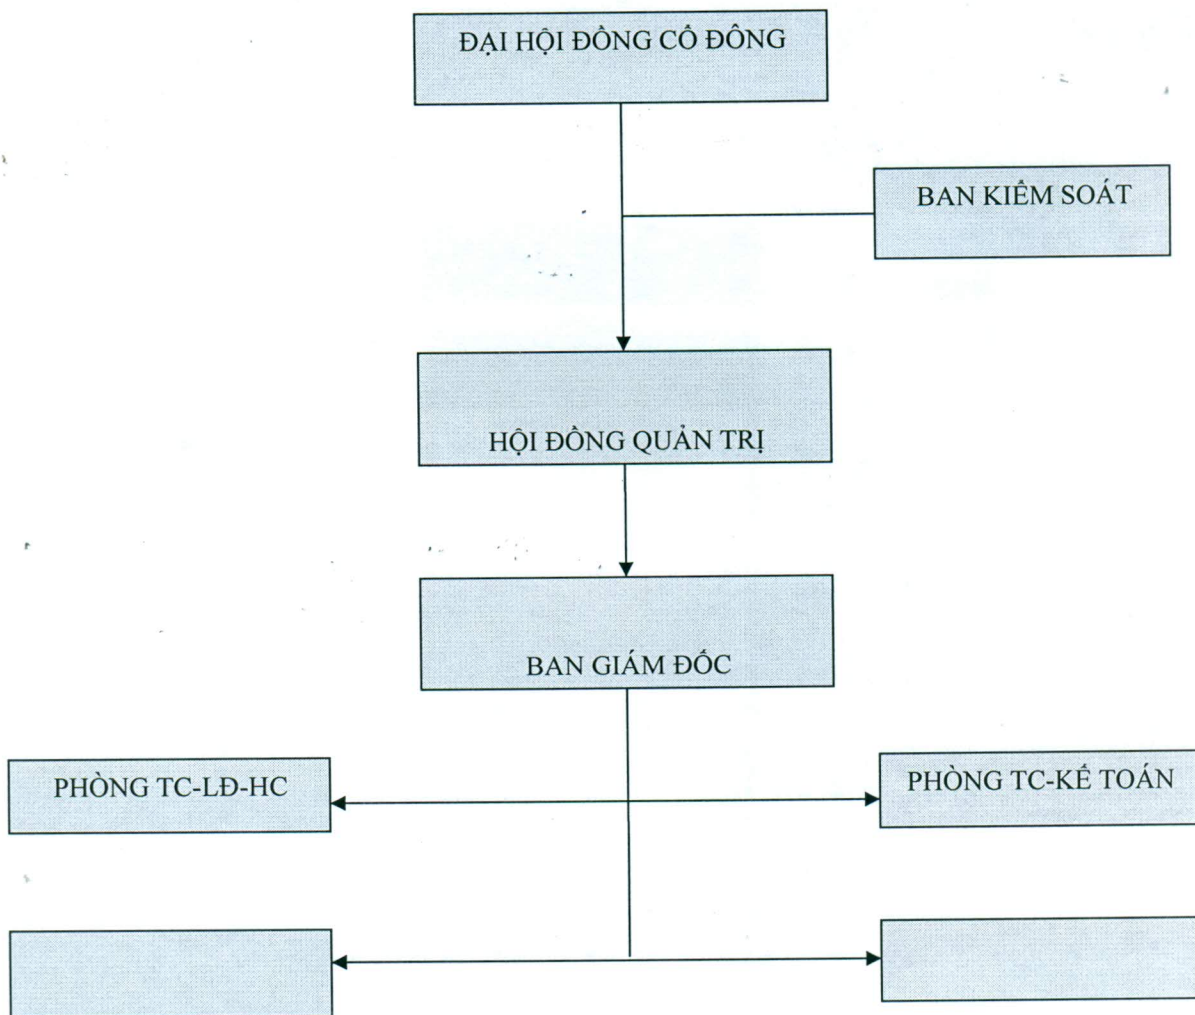 ĐẠI HỘI ĐỒNG CỔ ĐÔNG
BAN KIỂM SOÁT
HỘI ĐỒNG QUẢN TRỊ
BAN GIÁM ĐỐC
PHÒNG TC-LĐ-HC
PHÒNG TC-KẾ TOÁN